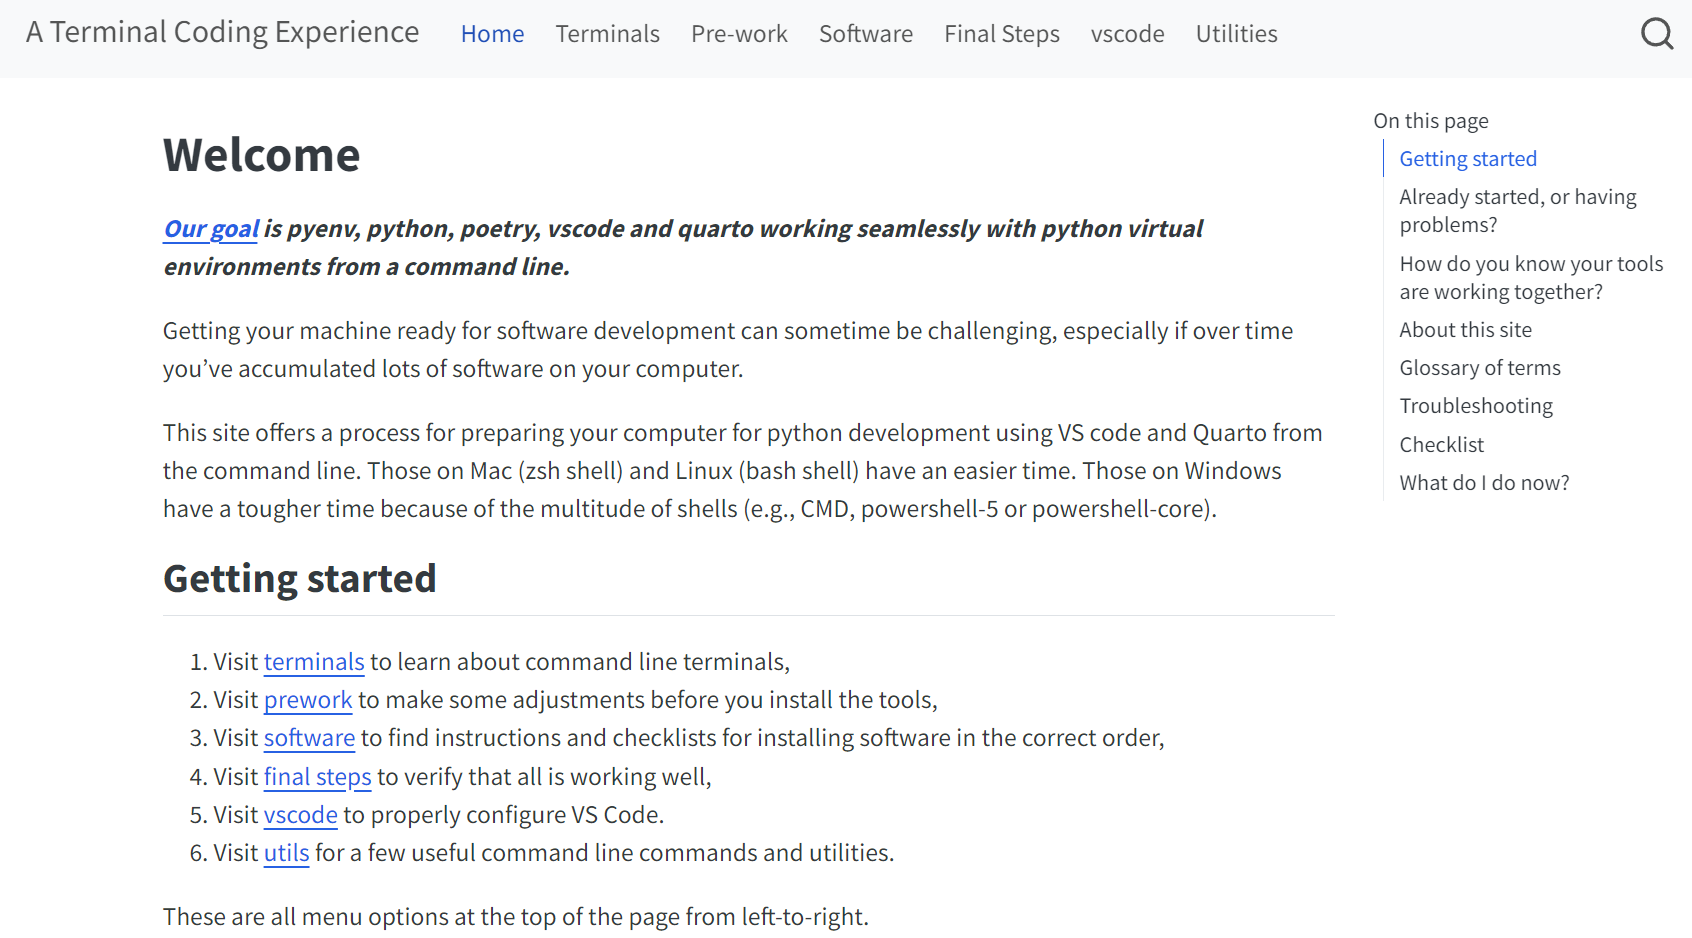 A Terminal Coding Experience Home Terminals Pre-work Software Final Steps vscode Utilities
Welcome
Our goal is pyenv, python, poetry, vscode and quarto working seamlessly with python virtual
environments from a command line.
Getting your machine ready for software development can sometime be challenging, especially if over time
you’ve accumulated lots of software on your computer.
This site offers a process for preparing your computer for python development using VS code and Quarto from
the command line. Those on Mac (zsh shell) and Linux (bash shell) have an easier time. Those on Windows
have a tougher time because of the multitude of shells (e.g., CMD, powershell-5 or powershell-core).
Getting started
1. Visit terminals to learn about command line terminals,
2. Visit prework to make some adjustments before you install the tools,
3. Visit software to find instructions and checklists for installing software in the correct order,
4. Visit final steps to verify that all is working well,
5. Visit vscode to properly configure VS Code.
6. Visit utils for a few useful command line commands and utilities.
These are all menu options at the top of the page from left-to-right.
On this page
Getting started
Already started, or having
problems?
How do you know your tools
are working together?
About this site
Glossary of terms
Troubleshooting
Checklist
What do I do now?